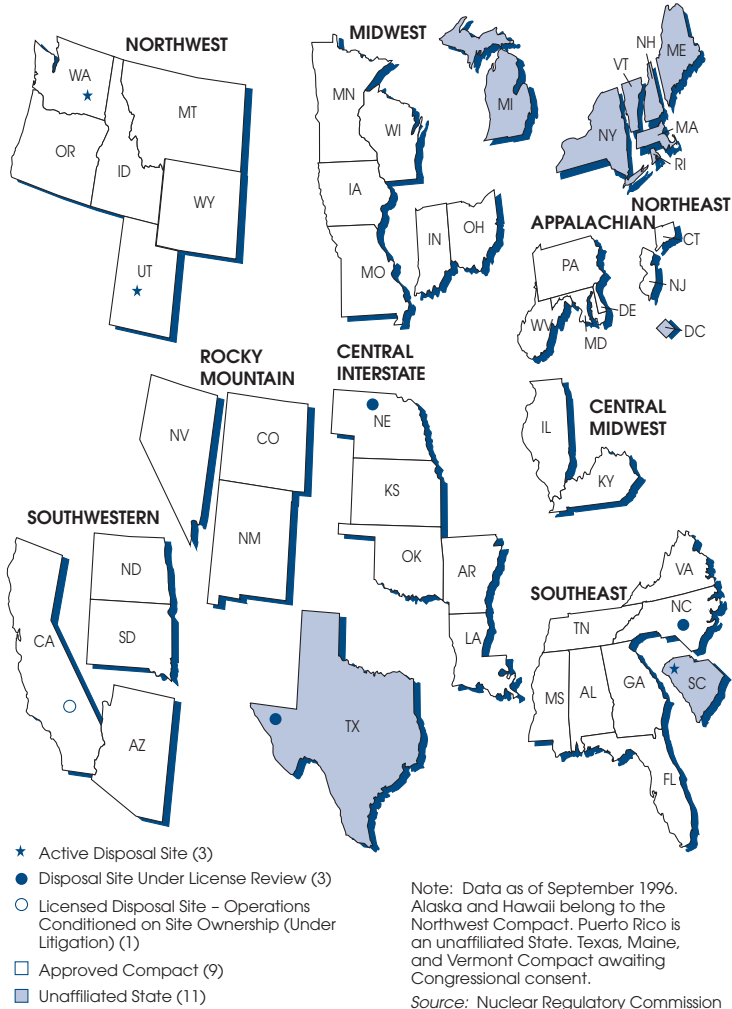 NORTHWEST
WA
MT
OR
ID
WY
UT
MIDWEST
MN
WI
MI
IA
IN
OH
MO
NH
ME
VT
NY
MA
RI
NORTHEAST
CT
NJ
DC
APPALACHIAN
PA
DE
WV
MD
ROCKY
MOUNTAIN
NV
CO
NM
CENTRAL
INTERSTATE
NE
KS
OK
AR
LA
CENTRAL
MIDWEST
IL
KY
SOUTHWESTERN
ND
SD
CA
AZ
TX
SOUTHEAST
VA
NC
TN
SC
MS
AL
GA
FL
Active Disposal Site (3)
Disposal Site Under License Review (3)
Licensed Disposal Site – Operations
Conditioned on Site Ownership (Under
Litigation) (1)
Approved Compact (9)
Unaffiliated State (11)
Note: Data as of September 1996.
Alaska and Hawaii belong to the
Northwest Compact. Puerto Rico is
an unaffiliated State. Texas, Maine,
and Vermont Compact awaiting
Congressional consent.
Source: Nuclear Regulatory Commission